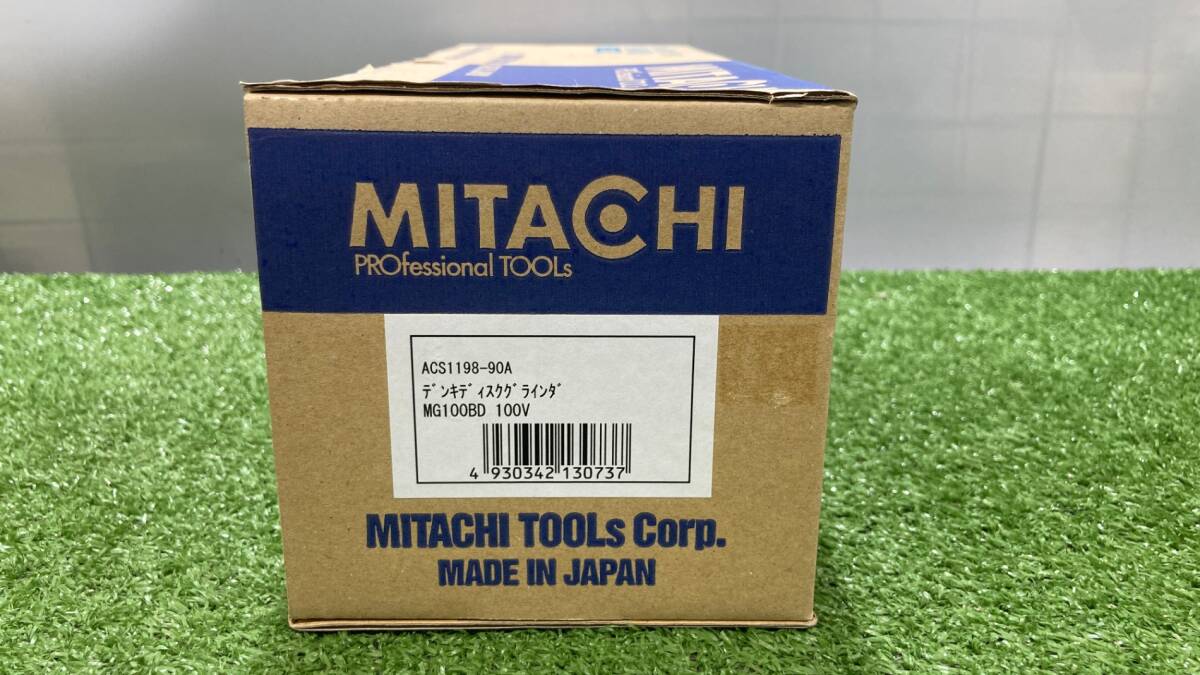 MITACHI
PROfessional TOOLs
ACS1198-90A
ﾃﾞﾝｷﾃﾞｨｽｸｸﾞﾗｲﾝﾀﾞ
MG100BD 100V
4 930342 130737
MITACHI TOOLs Corp.
MADE IN JAPAN